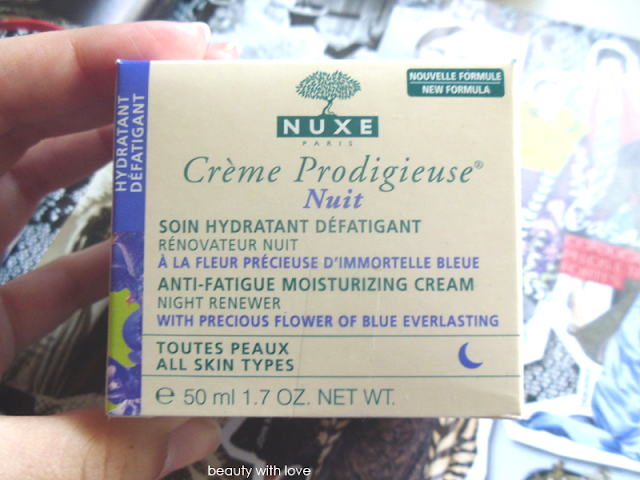 NOUVELLE FORMULE
NEW FORMULA
HYDRATANT
DÉFATIGANT
NUXE
PARIS
Crème Prodigieuse®
Nuit
SOIN HYDRATANT DÉFATIGANT
RÉNOVATEUR NUIT
À LA FLEUR PRÉCIEUSE D'IMMORTELLE BLEUE
ANTI-FATIGUE MOISTURIZING CREAM
NIGHT RENEWER
WITH PRECIOUS FLOWER OF BLUE EVERLASTING
TOUTES PEAUX
ALL SKIN TYPES
℮ 50 ml 1.7 OZ. NET WT.
beauty with love